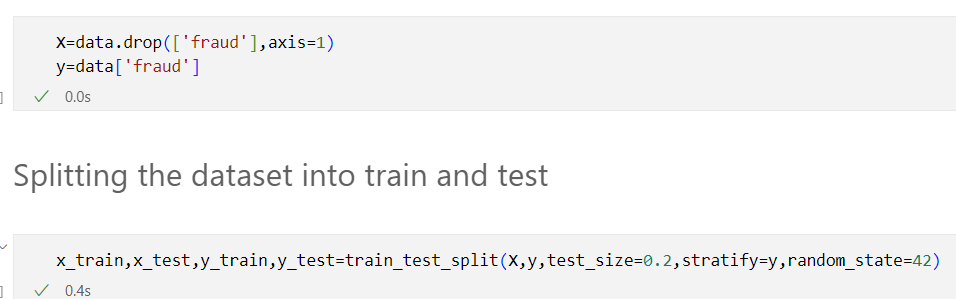 X=data.drop(['fraud'],axis=1)
y=data['fraud']
]
0.0s
Splitting the dataset into train and test
x_train,x_test,y_train,y_test=train_test_split(X,y,test_size=0.2,stratify=y,random_state=42)
]
0.4s